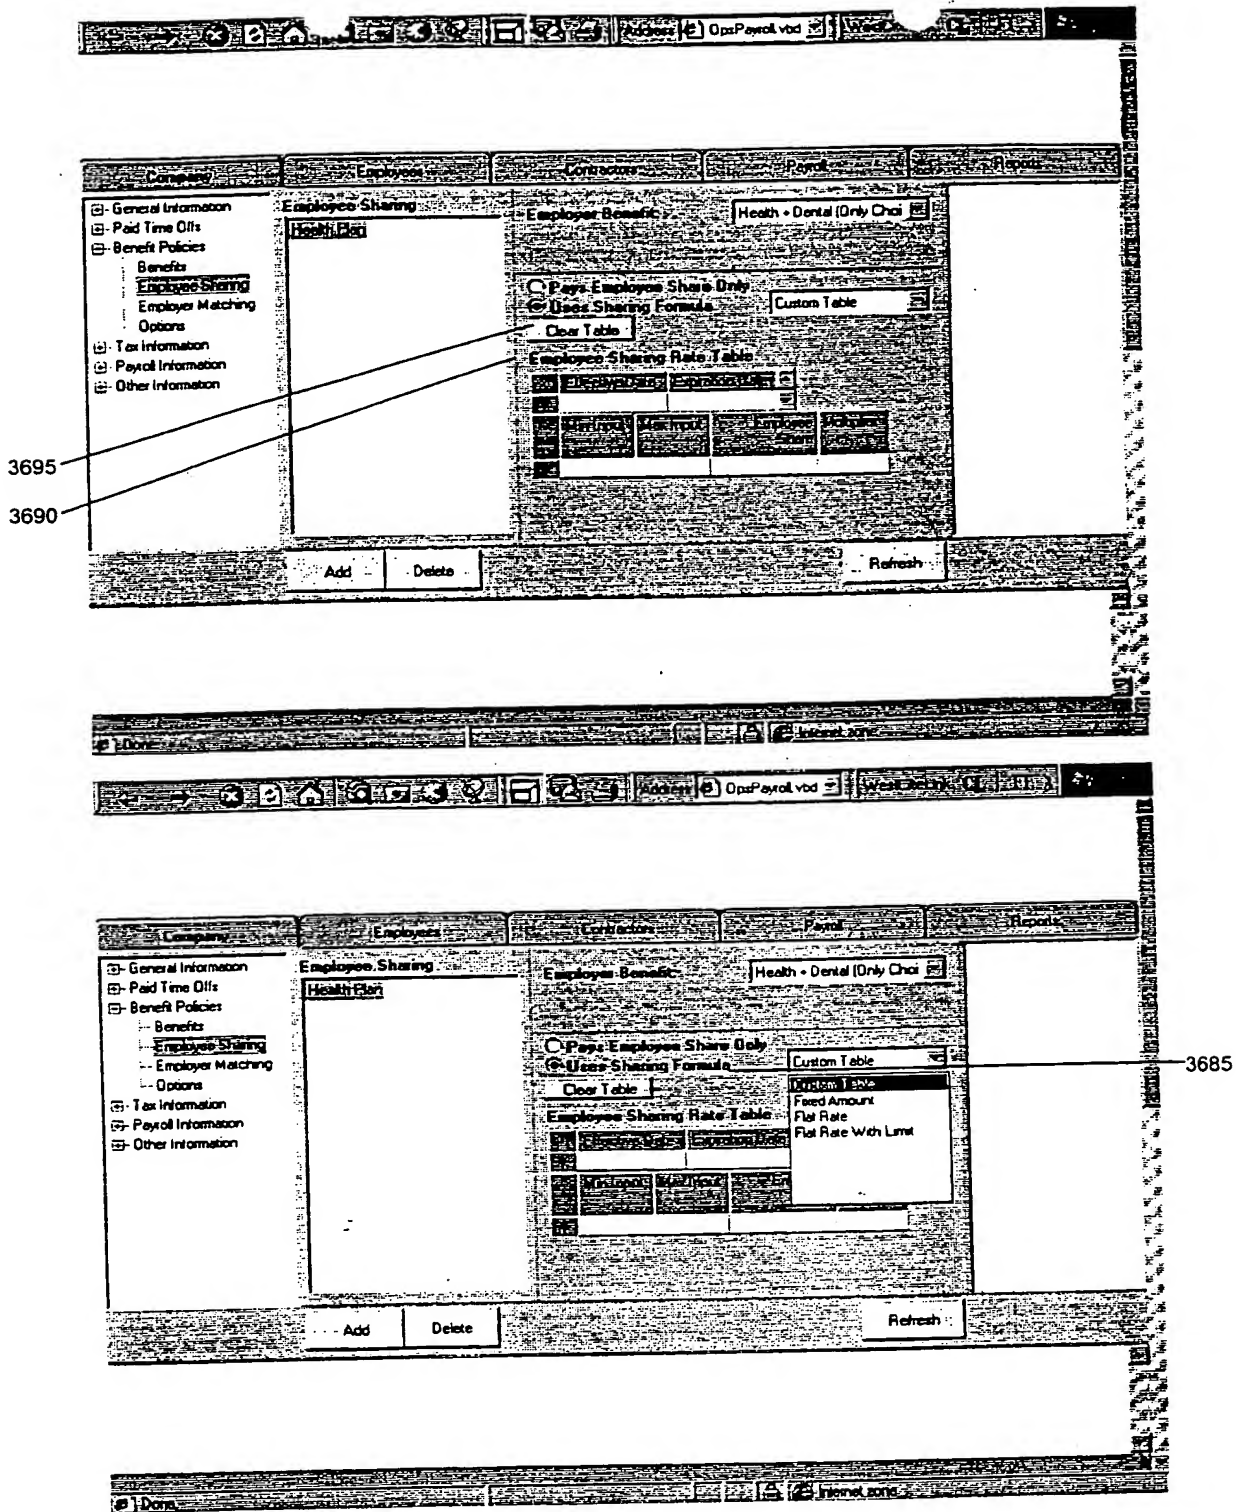 Address OpsPayroll.vbd
Company Employees Contractors Payroll Reports
General Information
Paid Time Offs
Benefit Policies
Benefits
Employee Sharing
Employer Matching
Options
Tax Information
Payroll Information
Other Information
Employee Sharing
Health Plan
Employer Benefit: Health + Dental (Only Choi
Pays Employee Share Only
Uses Sharing Formula Custom Table
Clear Table
Employee Sharing Rate Table
Effective Date Expiration Date
Min Input Max Input Employee Share Multiplier
3695
3690
Add Delete Refresh
Done Internet zone
Address OpsPayroll.vbd
Company Employees Contractors Payroll Reports
General Information
Paid Time Offs
Benefit Policies
Benefits
Employee Sharing
Employer Matching
Options
Tax Information
Payroll Information
Other Information
Employee Sharing
Health Plan
Employer Benefit: Health + Dental (Only Choi
Pays Employee Share Only
Uses Sharing Formula Custom Table
3685
Clear Table
Custom Table
Fixed Amount
Flat Rate
Flat Rate With Limit
Employee Sharing Rate Table
Effective Date Expiration Date
Min Input Max Input
Add Delete Refresh
Done Internet zone